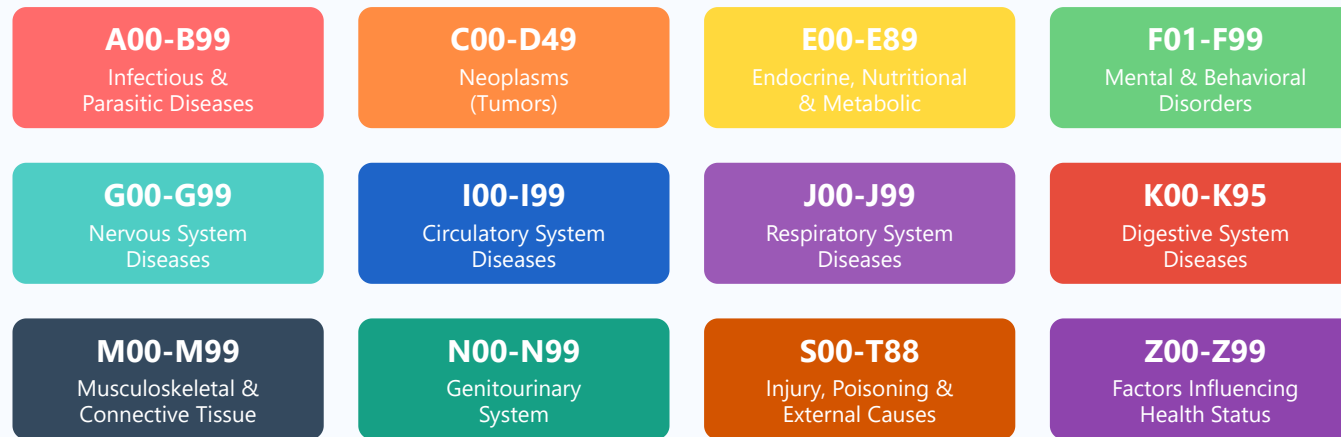 A00-B99
Infectious &
Parasitic Diseases
C00-D49
Neoplasms
(Tumors)
E00-E89
Endocrine, Nutritional
& Metabolic
F01-F99
Mental & Behavioral
Disorders
G00-G99
Nervous System
Diseases
I00-I99
Circulatory System
Diseases
J00-J99
Respiratory System
Diseases
K00-K95
Digestive System
Diseases
M00-M99
Musculoskeletal &
Connective Tissue
N00-N99
Genitourinary
System
S00-T88
Injury, Poisoning &
External Causes
Z00-Z99
Factors Influencing
Health Status